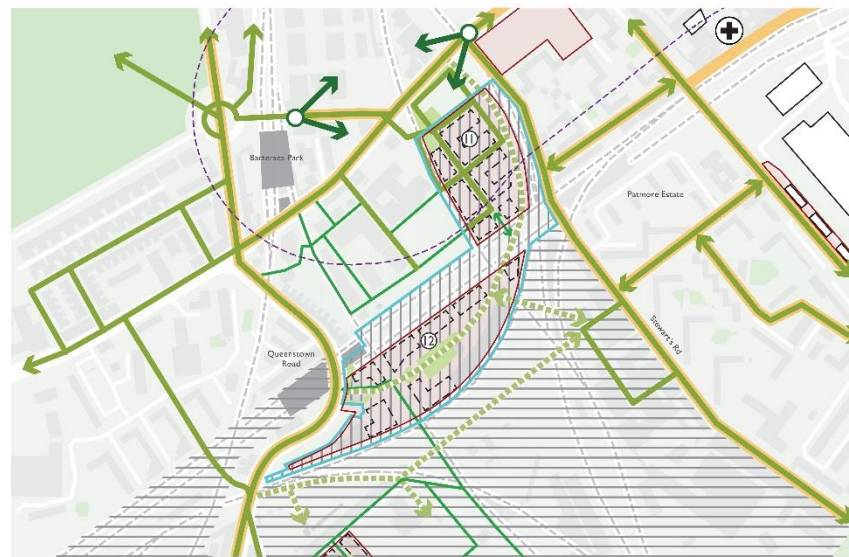 11
Battersea Park
Patmore Estate
12
Stewart's Rd
Queenstown
Road